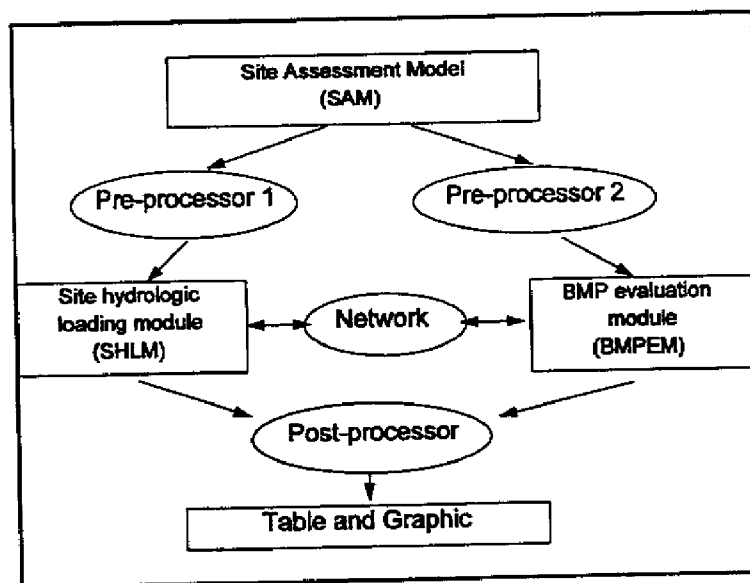 Site Assessment Model
(SAM)
Pre-processor 1
Pre-processor 2
Site hydrologic
loading module
(SHLM)
Network
BMP evaluation
module
(BMPEM)
Post-processor
Table and Graphic